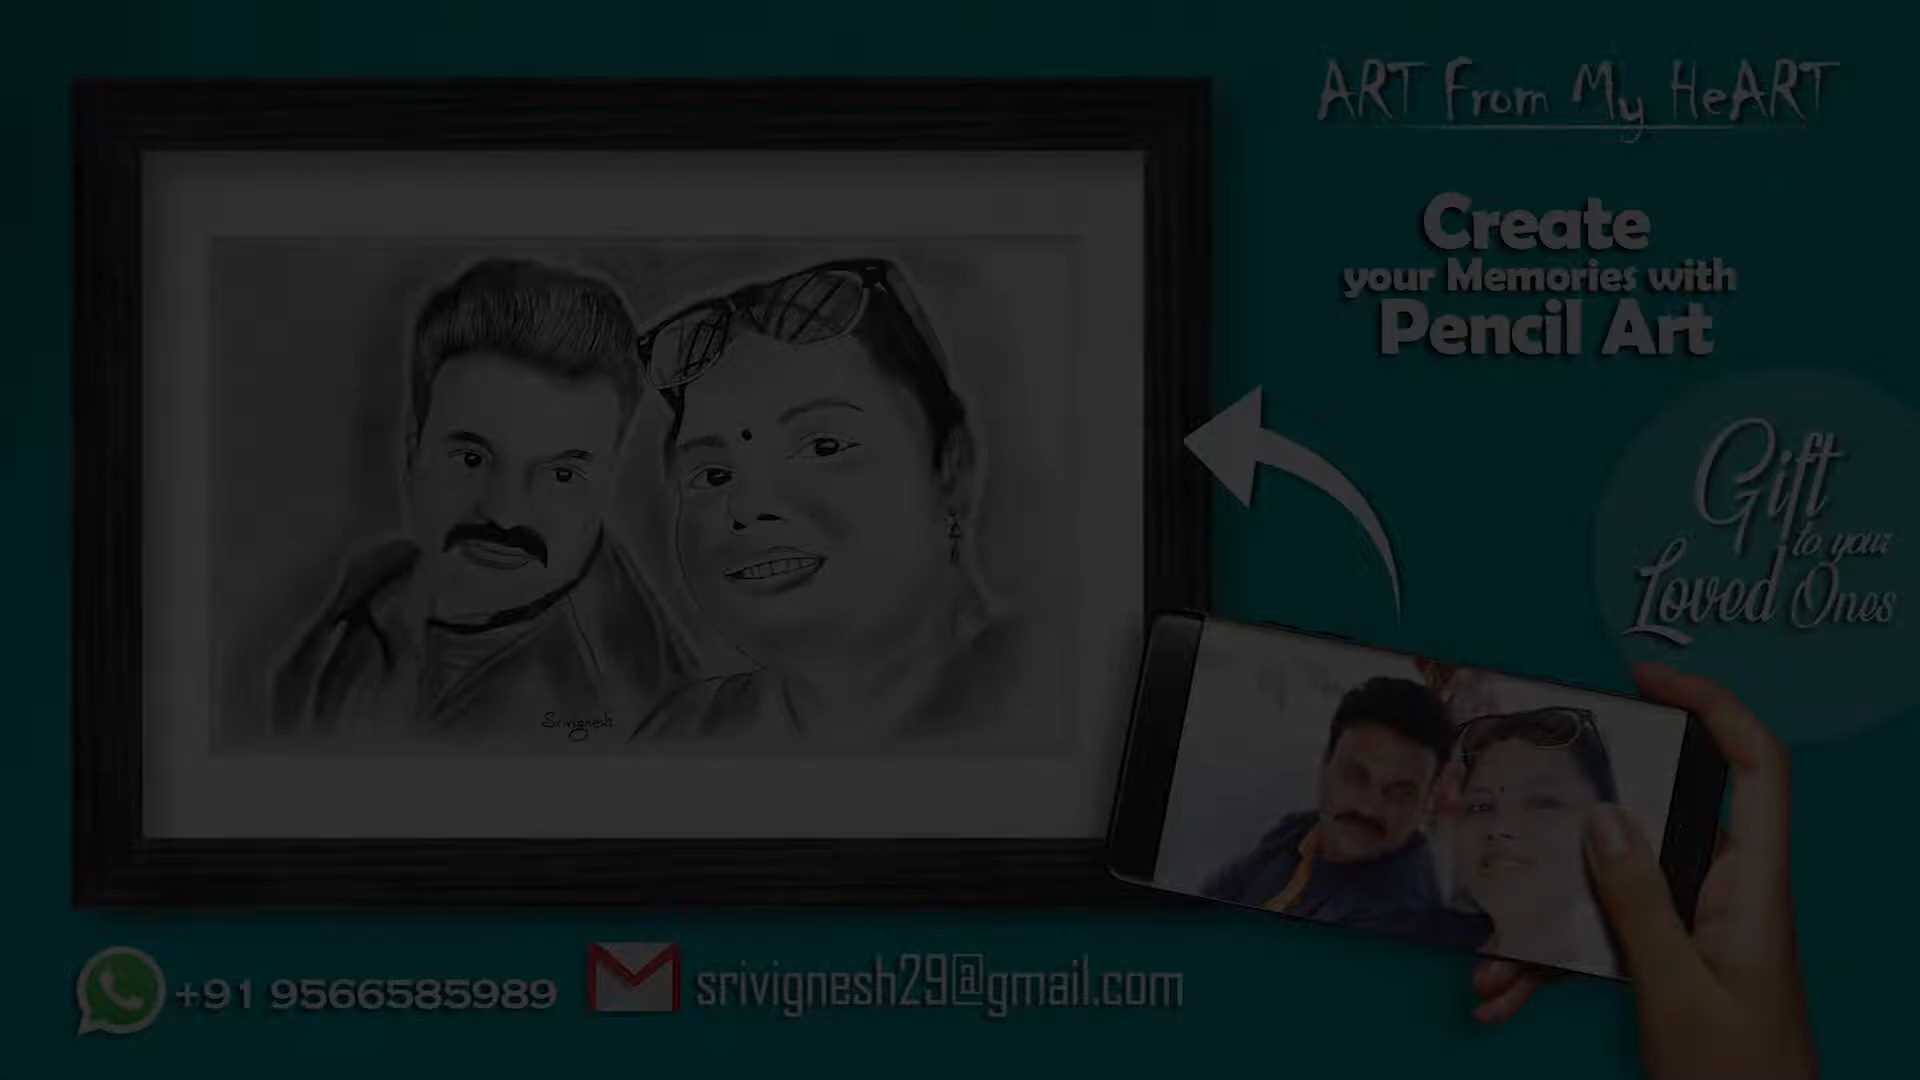 ART From My HeART
Create
your Memories with
Pencil Art
Gift
to your
Loved Ones
Srivignesh
+91 9566585989
srivignesh29@gmail.com